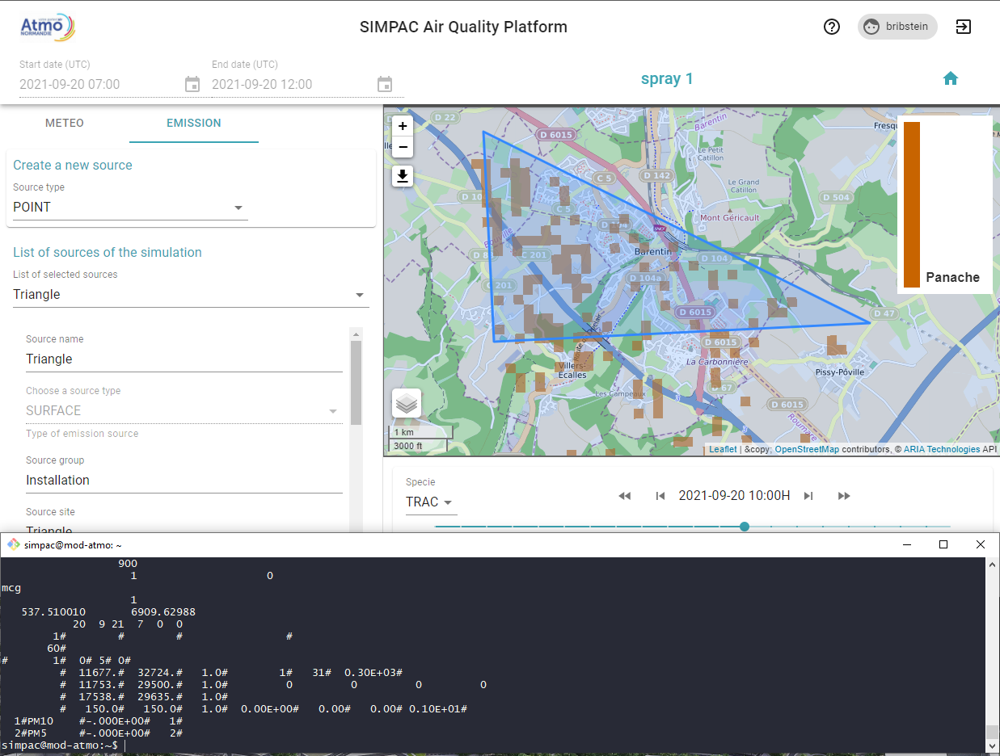 Atmo
NORMANDIE
SIMPAC Air Quality Platform
bribstein
Start date (UTC)
2021-09-20 07:00
End date (UTC)
2021-09-20 12:00
spray 1
METEO
EMISSION
Create a new source
Source type
POINT
List of sources of the simulation
List of selected sources
Triangle
Source name
Triangle
Choose a source type
SURFACE
Type of emission source
Source group
Installation
Source site
Triangle
+
−
D 22
Barentin
D 6015
Le Petit
Catillon
C 5
D 142
Le Grand
Catillon
D 504
D 10
C 5
D 104
Mont Géricault
SNCF
Bouville
D 8
C 201
Barentin
D 104
C 201
D 104a
D 6015
D 47
D 6015
La Carbonnière
Villers-
Écalles
Pissy-Pôville
D 67
Les Campeaux
D 6015
Roumare
Panache
1 km
3000 ft
Leaflet | &copy; OpenStreetMap contributors, © ARIA Technologies API
Specie
TRAC
2021-09-20 10:00H
simpac@mod-atmo: ~
900
1 0
mcg
1
537.510010 6909.62988
20 9 21 7 0 0
1# # # #
60#
# 1# 0# 5# 0#
# 11677.# 32724.# 1.0# 1# 31# 0.30E+03#
# 11753.# 29500.# 1.0# 0 0 0 0
# 17538.# 29635.# 1.0#
# 150.0# 150.0# 1.0# 0.00E+00# 0.00# 0.00# 0.10E+01#
1#PM10 #-.000E+00# 1#
2#PM5 #-.000E+00# 2#
simpac@mod-atmo:~$